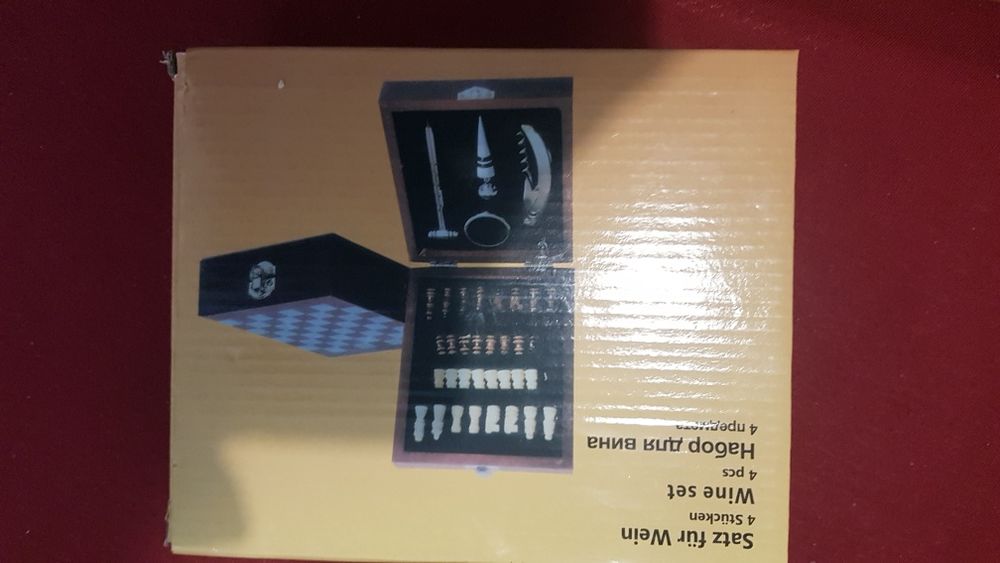 Satz für Wein
4 Stücken
Wine set
4 pcs
Набор для вина
4 предмета